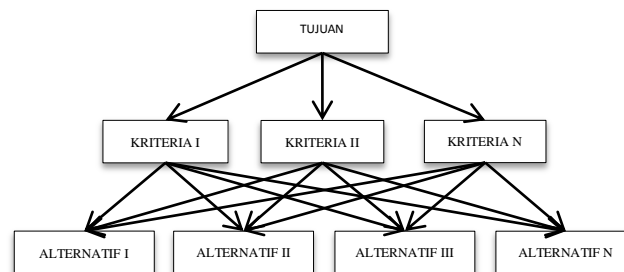 TUJUAN
KRITERIA I
KRITERIA II
KRITERIA N
ALTERNATIF I
ALTERNATIF II
ALTERNATIF III
ALTERNATIF N